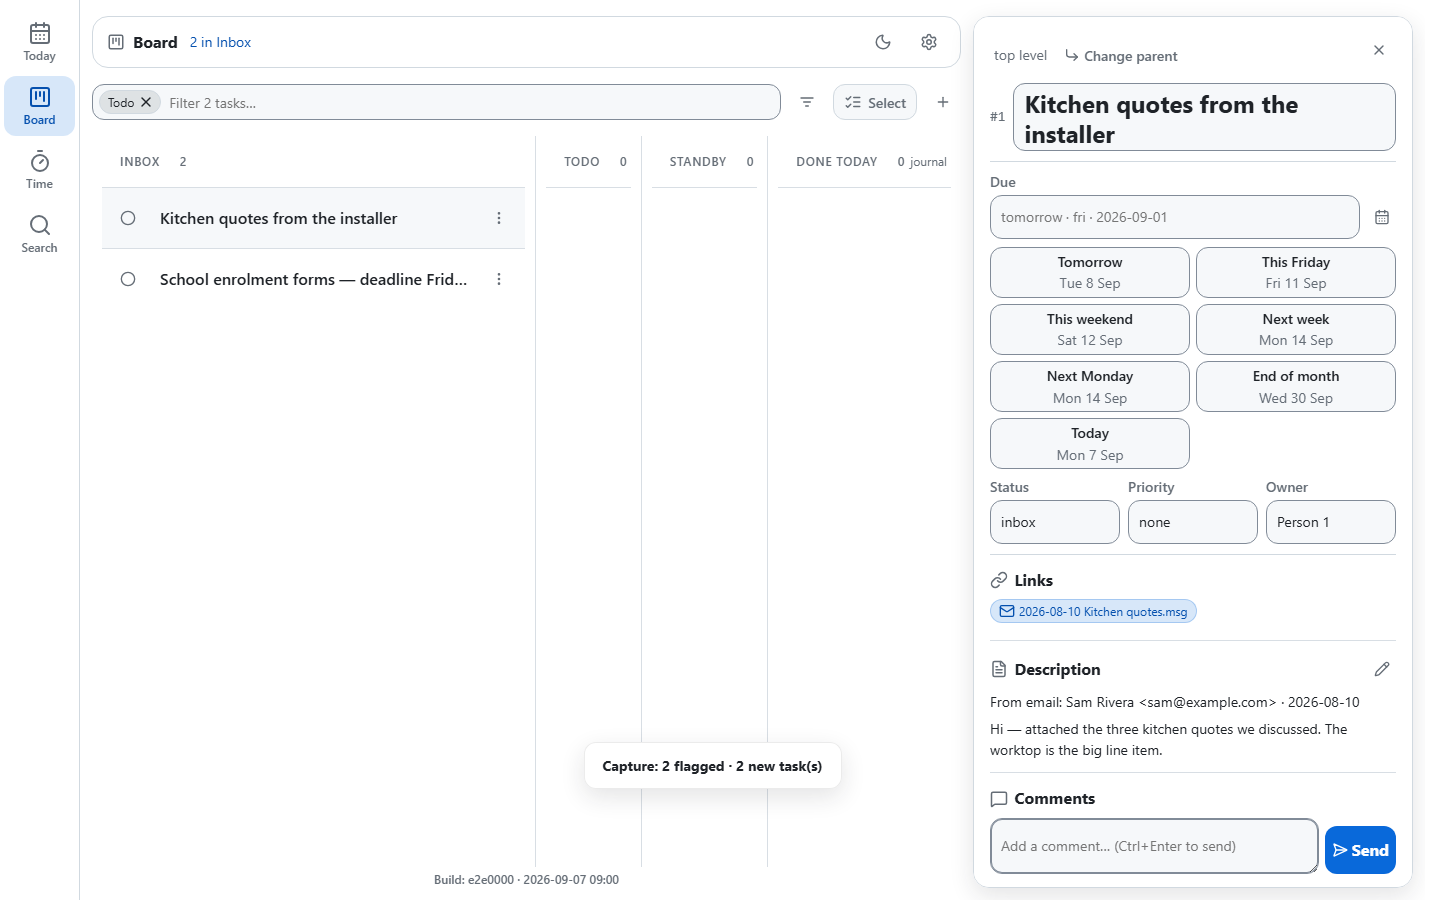 Today
Board
Time
Search
Board 2 in Inbox
Todo Filter 2 tasks... Select
INBOX 2
Kitchen quotes from the installer
School enrolment forms — deadline Frid...
TODO 0
STANDBY 0
DONE TODAY 0 journal
Capture: 2 flagged · 2 new task(s)
Build: e2e0000 · 2026-09-07 09:00
top level Change parent
#1 Kitchen quotes from the
installer
Due
tomorrow · fri · 2026-09-01
Tomorrow
Tue 8 Sep
This Friday
Fri 11 Sep
This weekend
Sat 12 Sep
Next week
Mon 14 Sep
Next Monday
Mon 14 Sep
End of month
Wed 30 Sep
Today
Mon 7 Sep
Status Priority Owner
inbox none Person 1
Links
2026-08-10 Kitchen quotes.msg
Description
From email: Sam Rivera <sam@example.com> · 2026-08-10
Hi — attached the three kitchen quotes we discussed. The
worktop is the big line item.
Comments
Add a comment... (Ctrl+Enter to send) Send